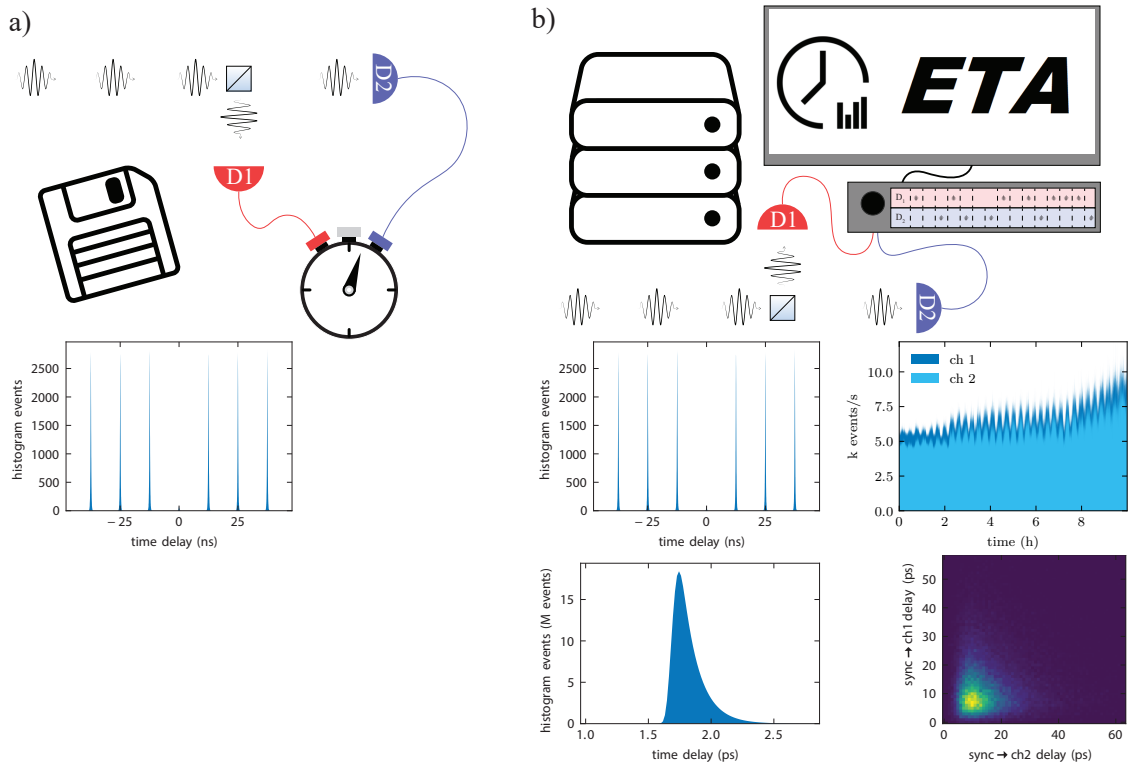 a)
D2
D1
2500
2000
1500
1000
500
0
−25
0
25
histogram events
time delay (ns)
b)
ETA
D1
D2
D1
D2
2500
2000
1500
1000
500
0
−25
0
25
histogram events
time delay (ns)
ch 1
ch 2
10.0
7.5
5.0
2.5
0.0
0
2
4
6
8
k events/s
time (h)
15
10
5
0
1.0
1.5
2.0
2.5
histogram events (M events)
time delay (ps)
50
40
30
20
10
0
0
20
40
60
sync→ch1 delay (ps)
sync→ch2 delay (ps)